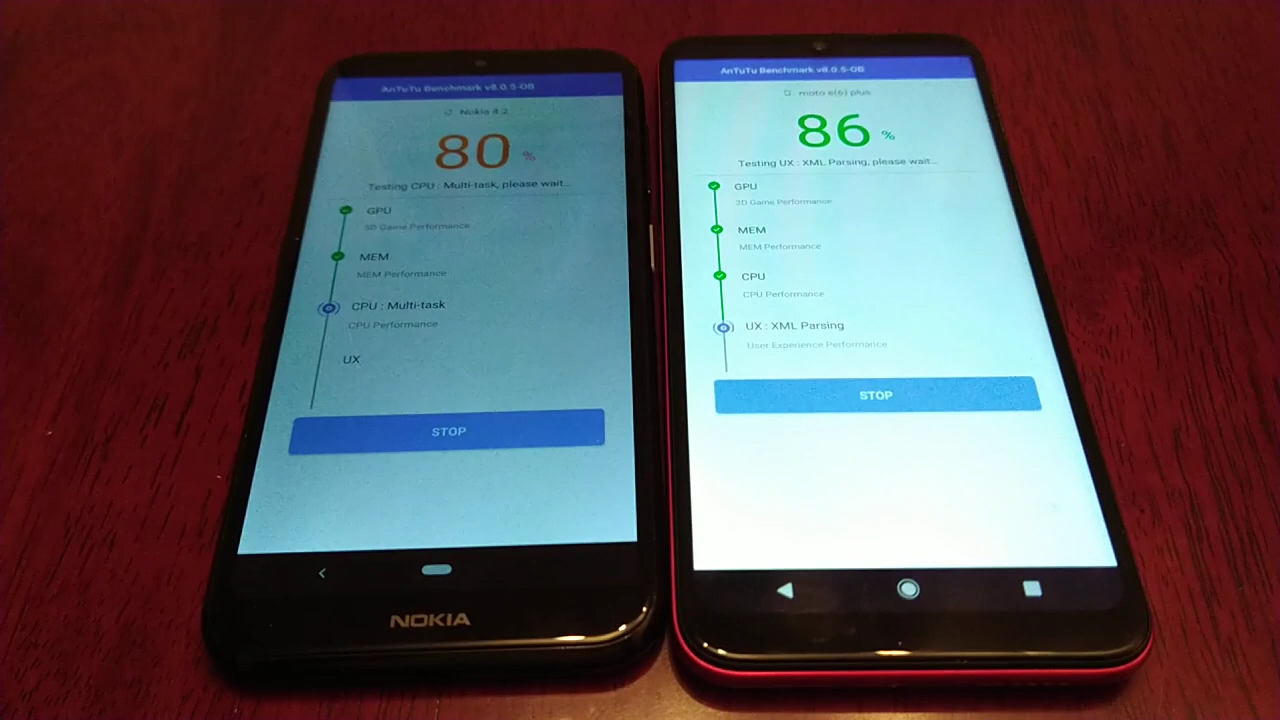 AnTuTu Benchmark v8.0.5-OB
Nokia 4.2
80 %
Testing CPU : Multi-task, please wait...
GPU
3D Game Performance
MEM
MEM Performance
CPU : Multi-task
CPU Performance
UX
STOP
NOKIA
AnTuTu Benchmark v8.0.5-OB
moto e(6) plus
86 %
Testing UX : XML Parsing, please wait...
GPU
3D Game Performance
MEM
MEM Performance
CPU
CPU Performance
UX : XML Parsing
User Experience Performance
STOP